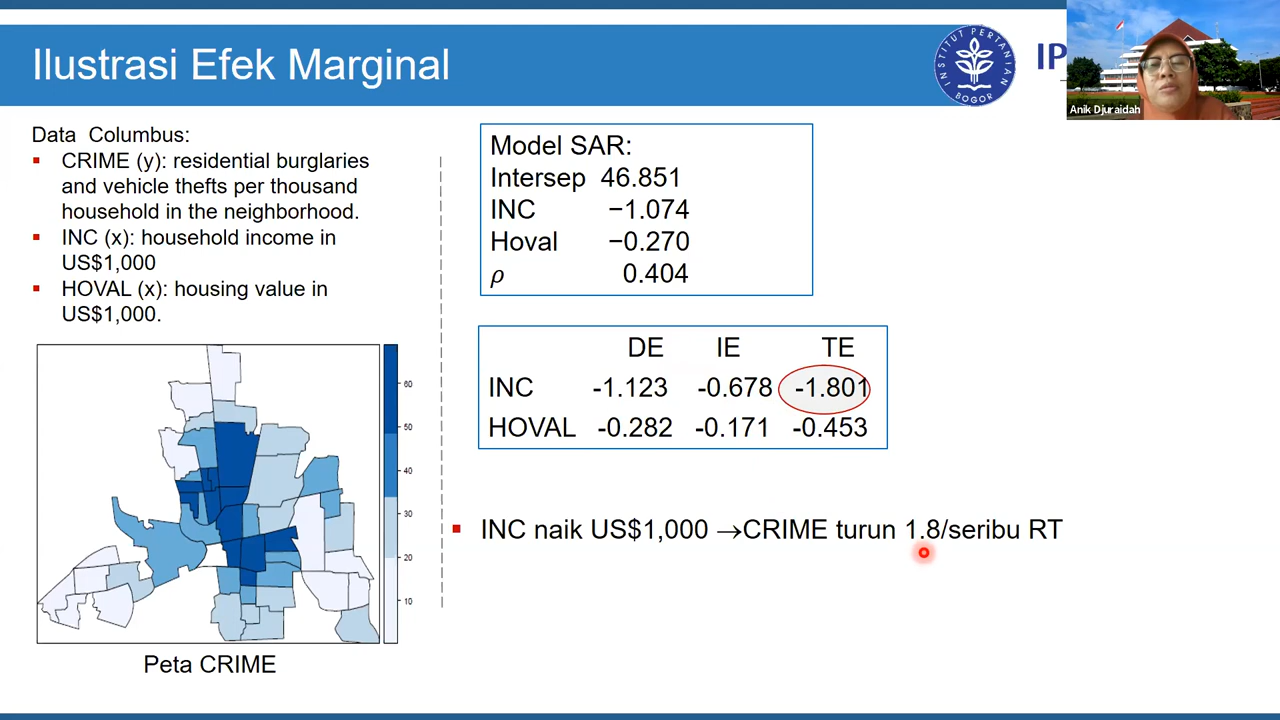 Ilustrasi Efek Marginal
INSTITUT PERTANIAN
BOGOR
Anik Djuraidah
Data Columbus:
▪ CRIME (y): residential burglaries
and vehicle thefts per thousand
household in the neighborhood.
▪ INC (x): household income in
US$1,000
▪ HOVAL (x): housing value in
US$1,000.
60
50
40
30
20
10
Peta CRIME
Model SAR:
Intersep 46.851
INC −1.074
Hoval −0.270
ρ 0.404
DE IE TE
INC -1.123 -0.678 -1.801
HOVAL -0.282 -0.171 -0.453
▪ INC naik US$1,000 →CRIME turun 1.8/seribu RT